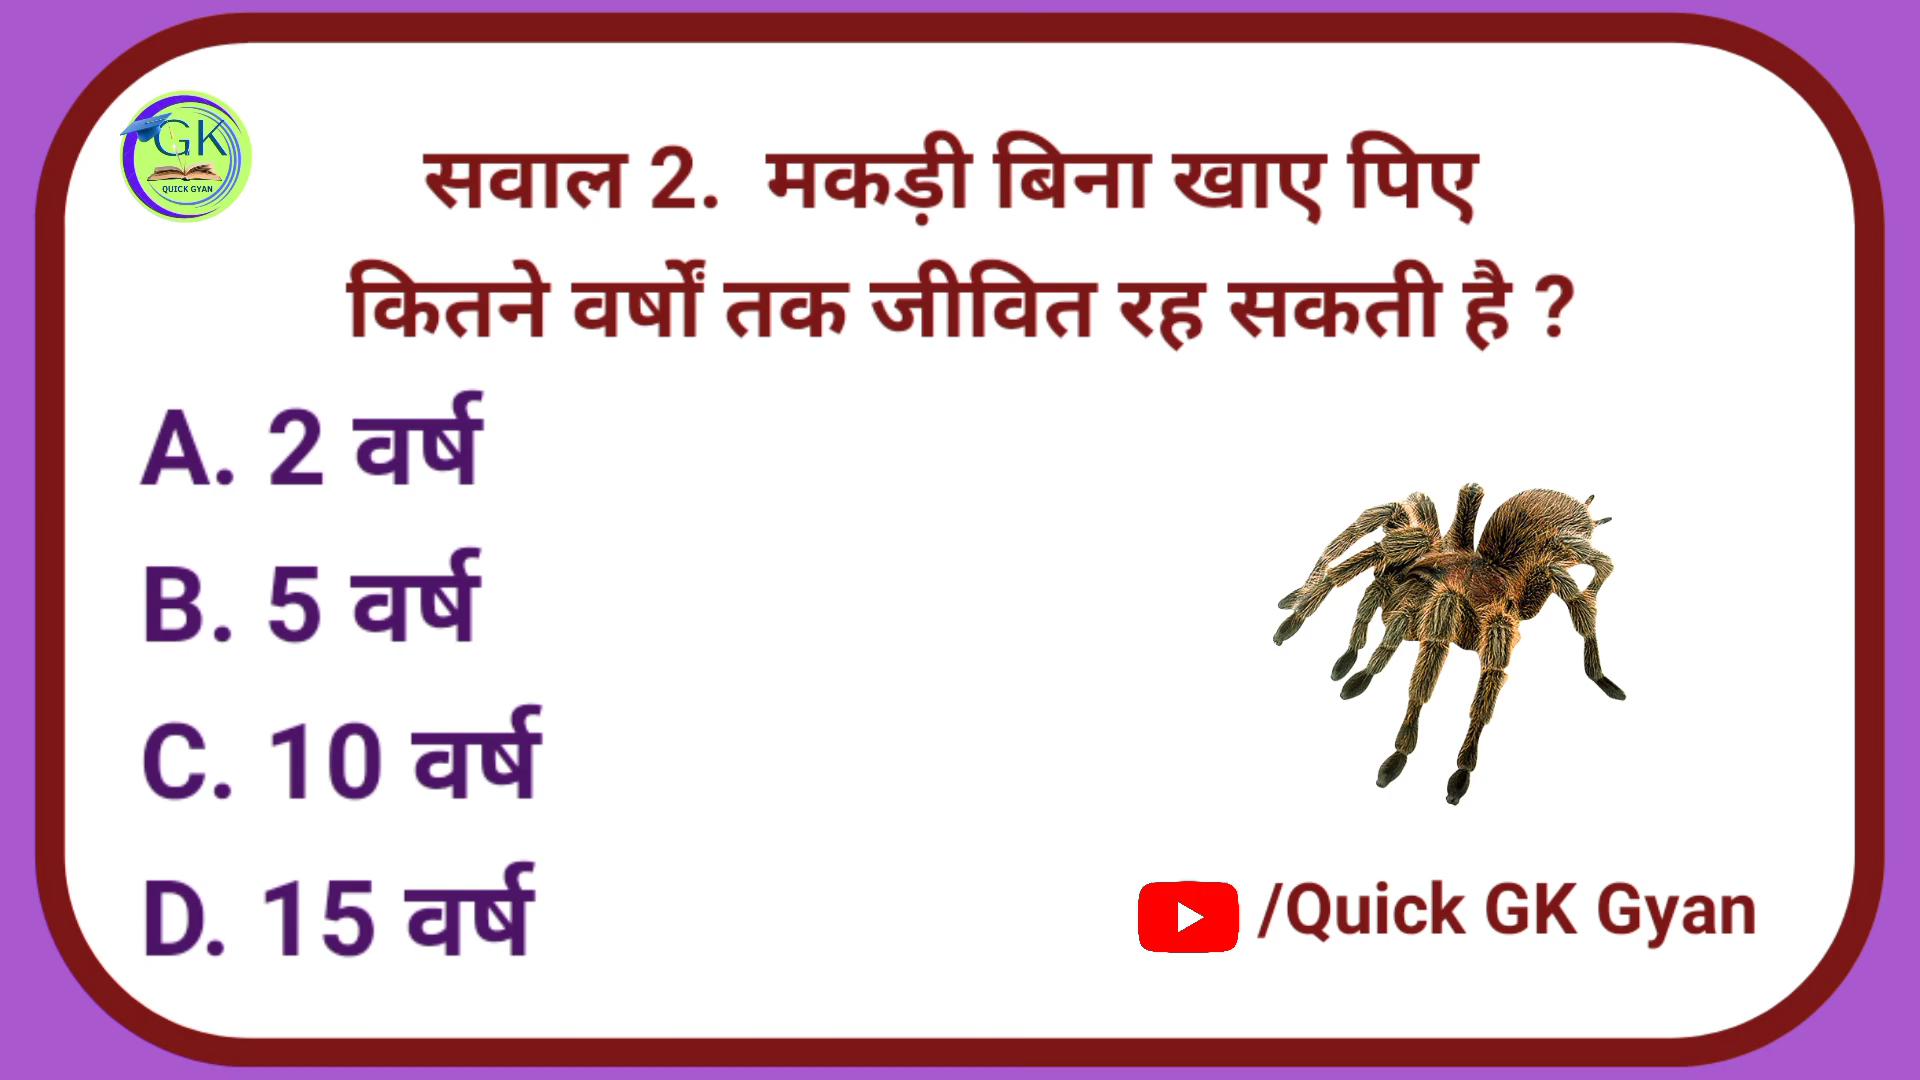 GK
QUICK GYAN
सवाल 2. मकड़ी बिना खाए पिए
कितने वर्षों तक जीवित रह सकती है ?
A. 2 वर्ष
B. 5 वर्ष
C. 10 वर्ष
D. 15 वर्ष
/Quick GK Gyan